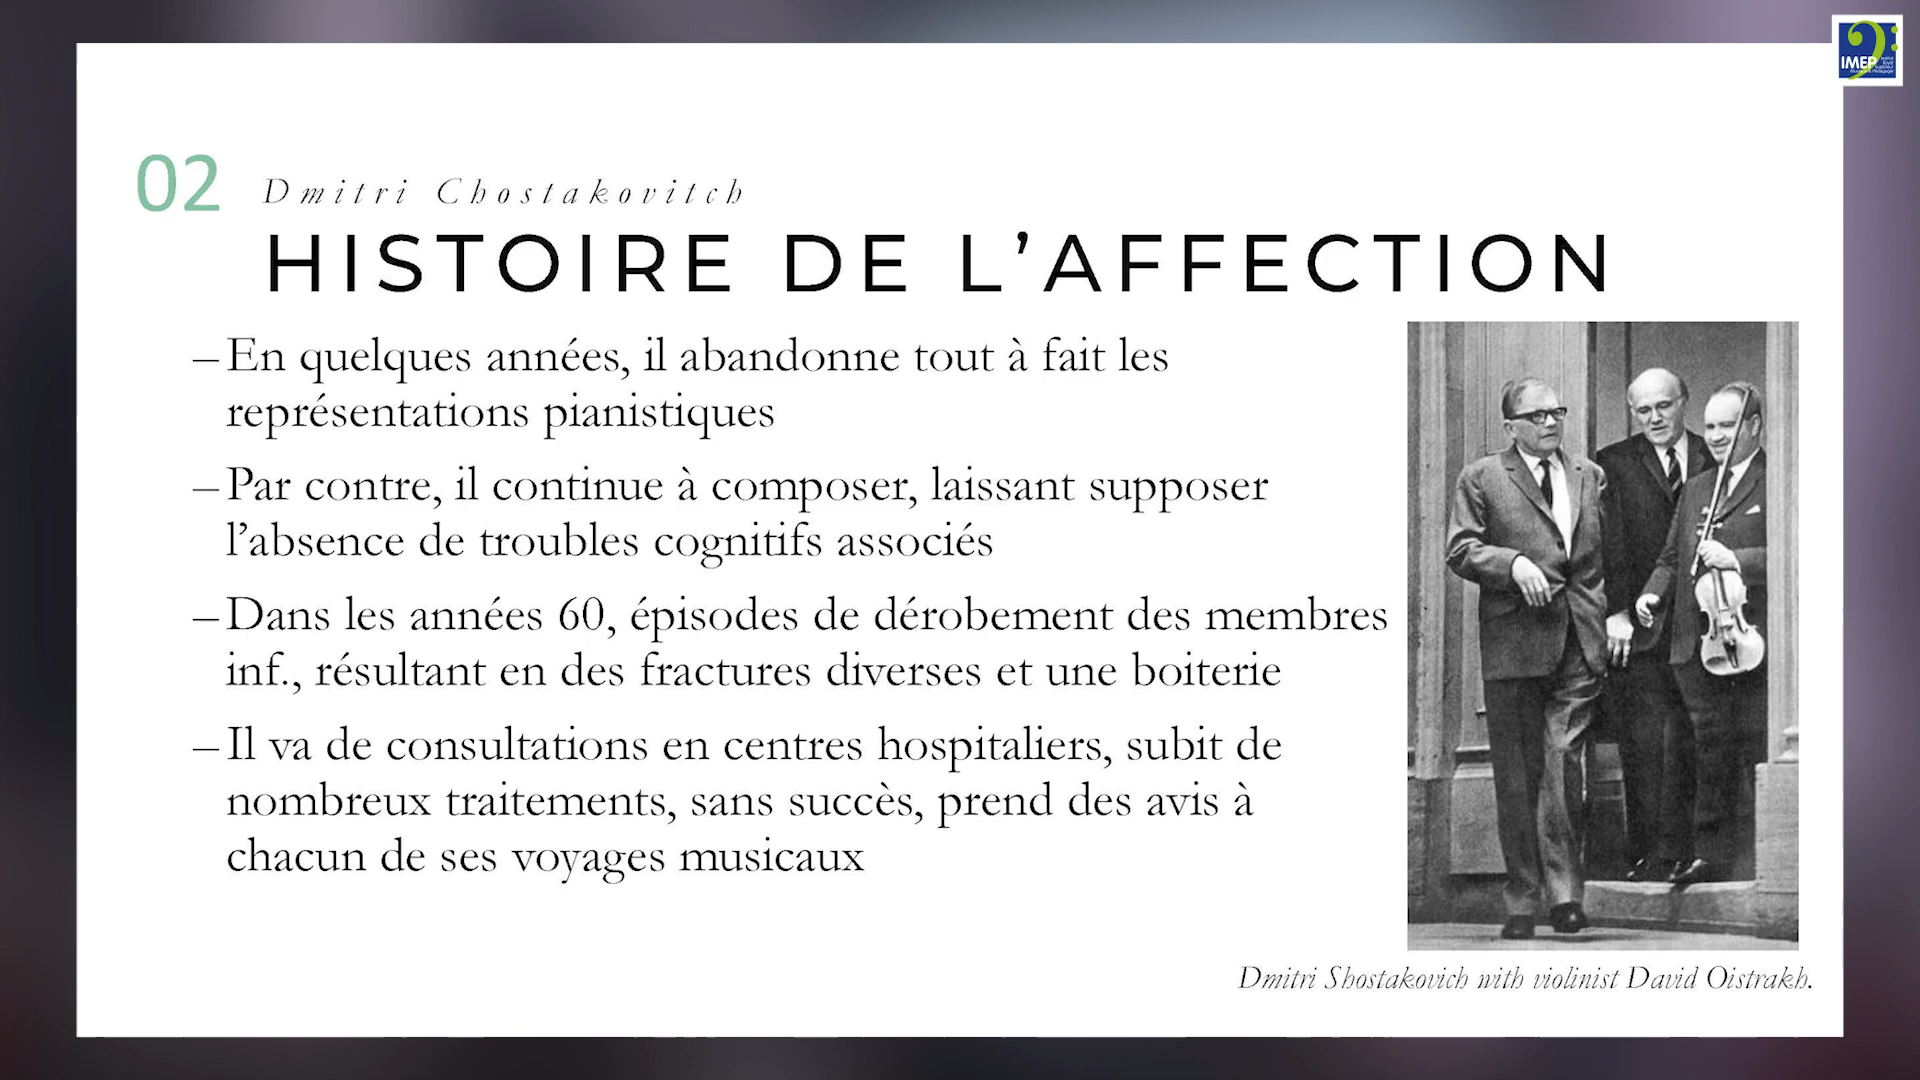 IMEP
02
Dmitri Chostakovitch
HISTOIRE DE L’AFFECTION
– En quelques années, il abandonne tout à fait les
représentations pianistiques
– Par contre, il continue à composer, laissant supposer
l’absence de troubles cognitifs associés
– Dans les années 60, épisodes de dérobement des membres
inf., résultant en des fractures diverses et une boiterie
– Il va de consultations en centres hospitaliers, subit de
nombreux traitements, sans succès, prend des avis à
chacun de ses voyages musicaux
Dmitri Shostakovich with violinist David Oistrakh.